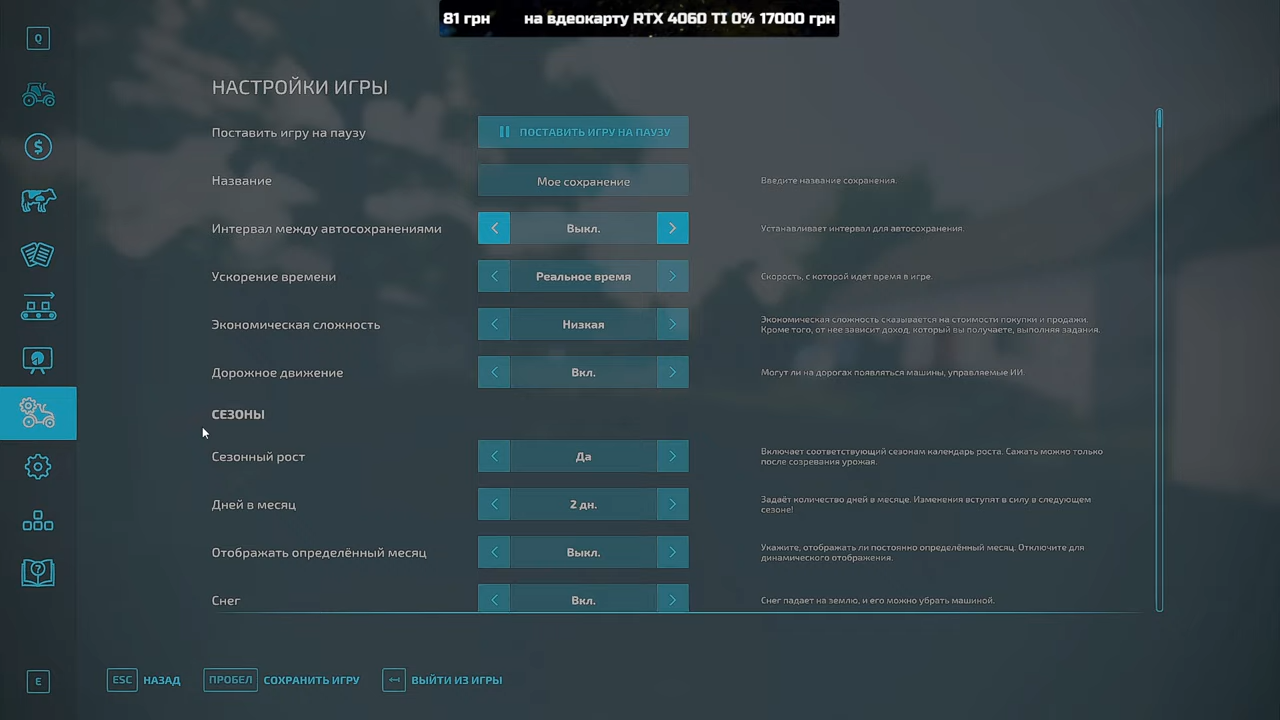 81 грн на вдеокарту RTX 4060 TI 0% 17000 грн
Q
НАСТРОЙКИ ИГРЫ
Поставить игру на паузу
ПОСТАВИТЬ ИГРУ НА ПАУЗУ
Название
Мое сохранение
Введите название сохранения.
Интервал между автосохранениями
Выкл.
Устанавливает интервал для автосохранения.
Ускорение времени
Реальное время
Скорость, с которой идет время в игре.
Экономическая сложность
Низкая
Экономическая сложность сказывается на стоимости покупки и продажи.
Кроме того, от нее зависит доход, который вы получаете, выполняя задания.
Дорожное движение
Вкл.
Могут ли на дорогах появляться машины, управляемые ИИ.
СЕЗОНЫ
Сезонный рост
Да
Включает соответствующий сезонам календарь роста. Сажать можно только
после созревания урожая.
Дней в месяц
2 дн.
Задаёт количество дней в месяце. Изменения вступят в силу в следующем
сезоне!
Отображать определённый месяц
Выкл.
Укажите, отображать ли постоянно определённый месяц. Отключите для
динамического отображения.
Снег
Вкл.
Снег падает на землю, и его можно убрать машиной.
E
ESC НАЗАД ПРОБЕЛ СОХРАНИТЬ ИГРУ ВЫЙТИ ИЗ ИГРЫ